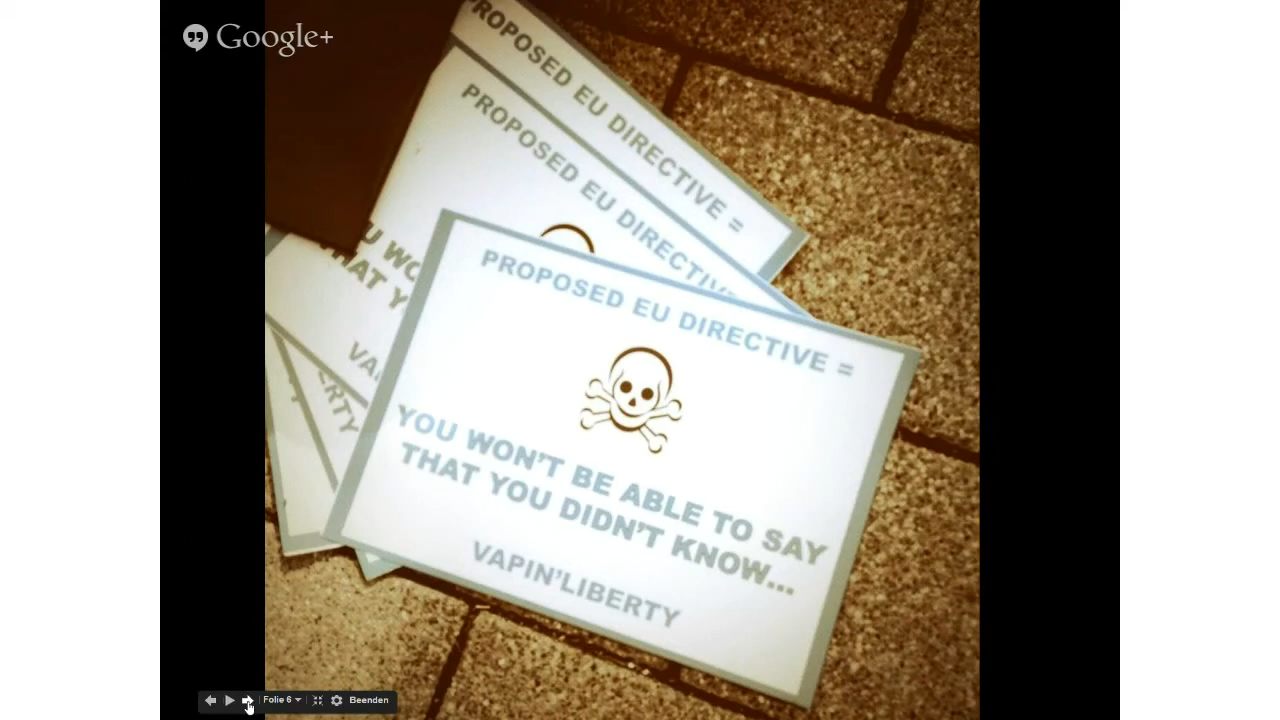 Google+
PROPOSED EU DIRECTIVE =
PROPOSED EU DIRECTIVE
PROPOSED EU DIRECTIVE =
YOU WON'T BE ABLE TO SAY
THAT YOU DIDN'T KNOW...
VAPIN'LIBERTY
Folie 6
Beenden